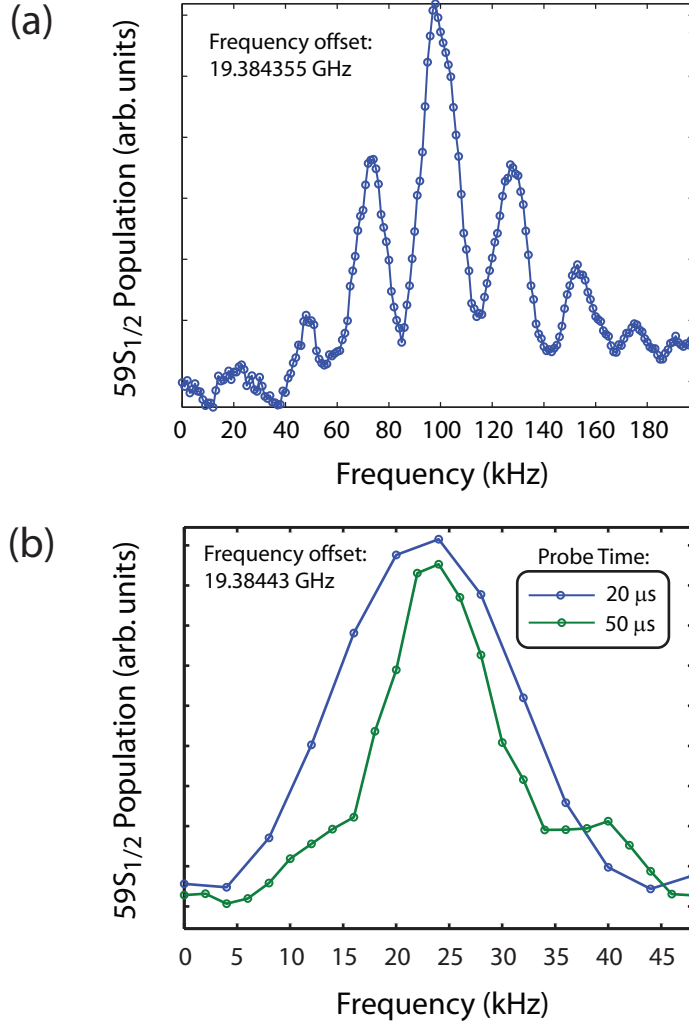 (a)
Frequency offset:
19.384355 GHz
59S1/2 Population (arb. units)
0 20 40 60 80 100 120 140 160 180
Frequency (kHz)
(b)
Frequency offset:
19.38443 GHz
Probe Time:
20 μs
50 μs
59S1/2 Population (arb. units)
0 5 10 15 20 25 30 35 40 45
Frequency (kHz)